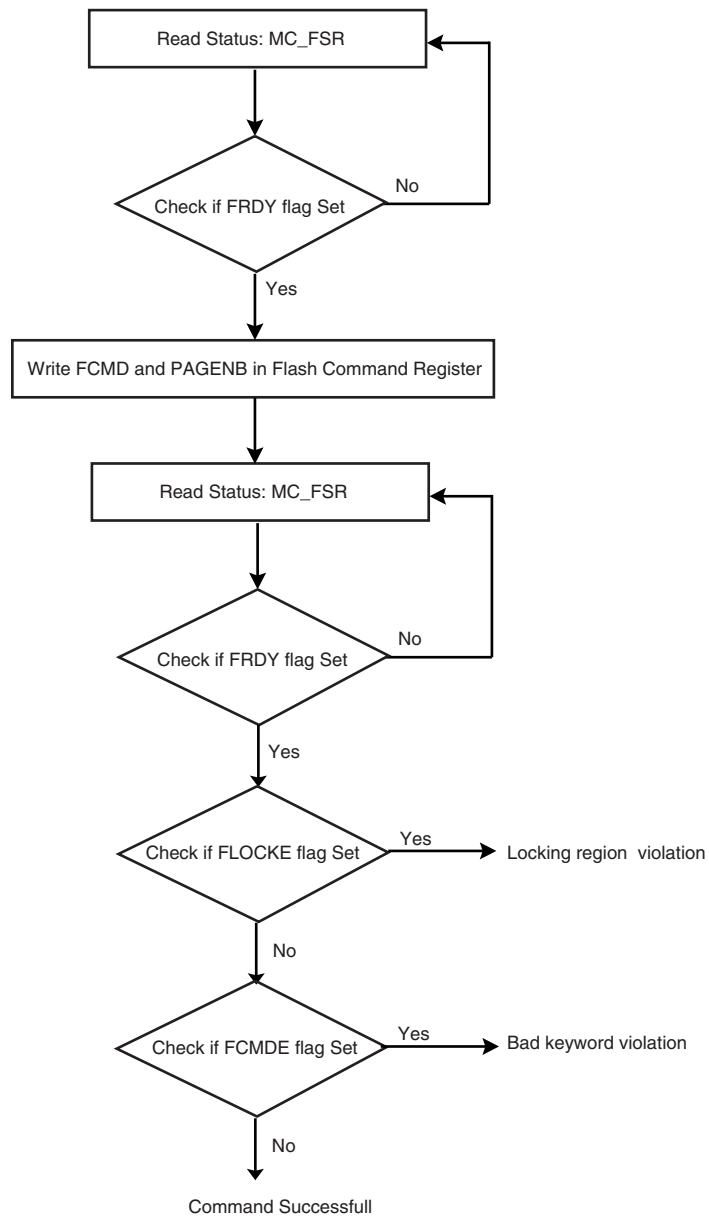 Read Status: MC_FSR
Check if FRDY flag Set
No
Yes
Write FCMD and PAGENB in Flash Command Register
Read Status: MC_FSR
Check if FRDY flag Set
No
Yes
Check if FLOCKE flag Set
Yes
Locking region violation
No
Check if FCMDE flag Set
Yes
Bad keyword violation
No
Command Successfull